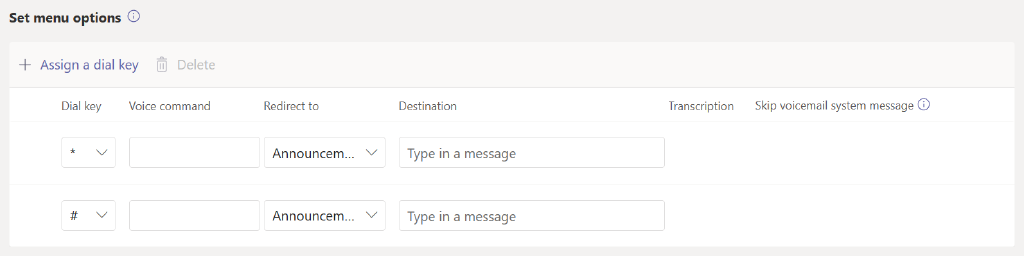 Set menu options
+ Assign a dial key Delete
Dial key Voice command Redirect to Destination Transcription Skip voicemail system message
* Announcem... Type in a message
# Announcem... Type in a message